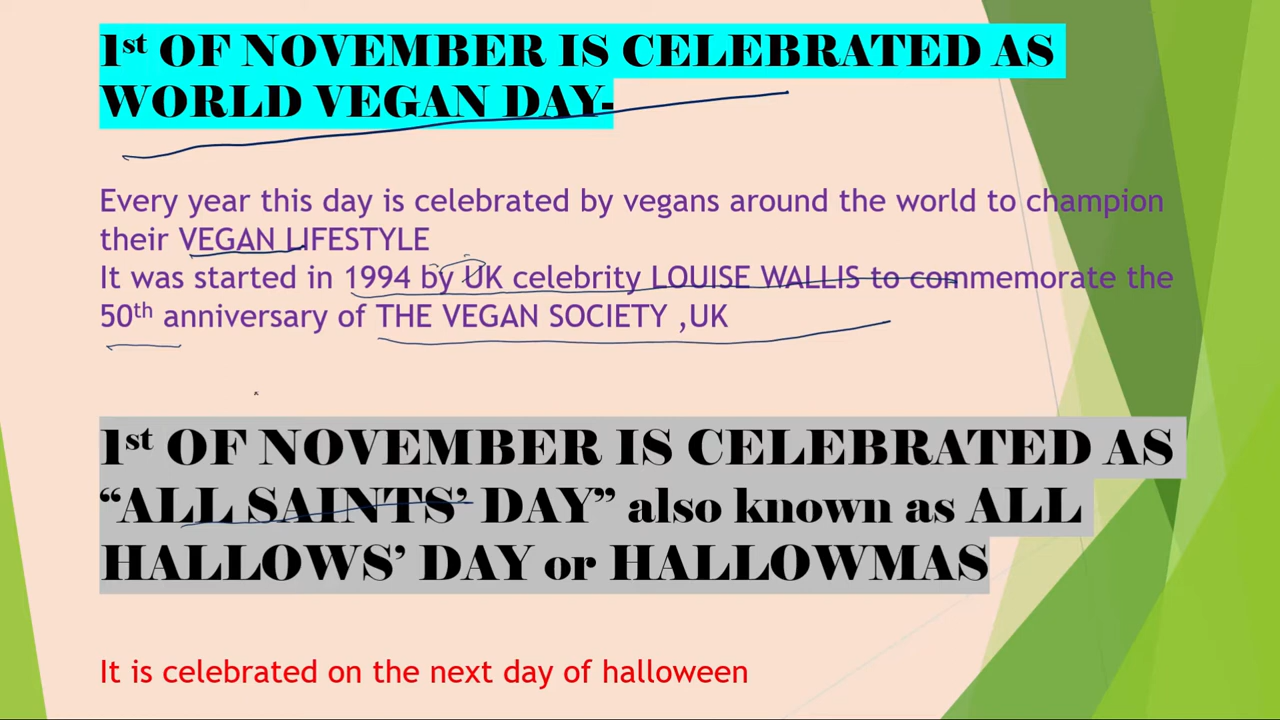 1st OF NOVEMBER IS CELEBRATED AS
WORLD VEGAN DAY-
Every year this day is celebrated by vegans around the world to champion
their VEGAN LIFESTYLE
It was started in 1994 by UK celebrity LOUISE WALLIS to commemorate the
50th anniversary of THE VEGAN SOCIETY ,UK
1st OF NOVEMBER IS CELEBRATED AS
“ALL SAINTS’ DAY” also known as ALL
HALLOWS’ DAY or HALLOWMAS
It is celebrated on the next day of halloween